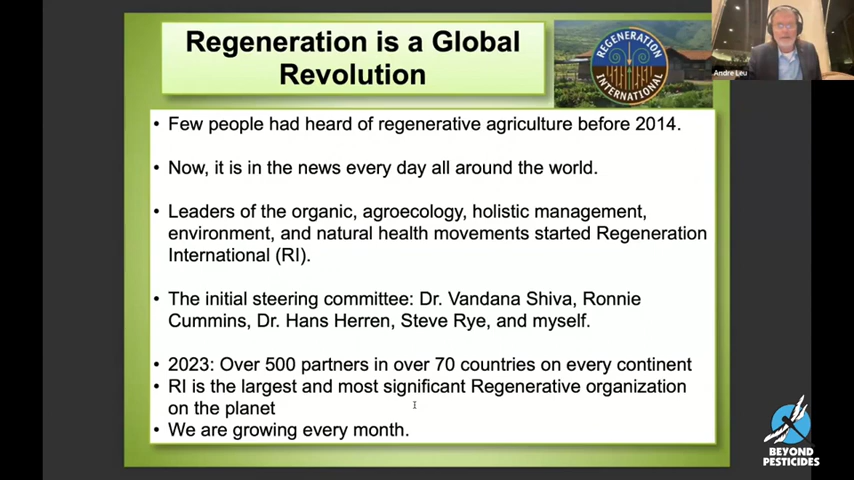 Regeneration is a Global
Revolution
REGENERATION
INTERNATIONAL
Andre Leu
• Few people had heard of regenerative agriculture before 2014.
• Now, it is in the news every day all around the world.
• Leaders of the organic, agroecology, holistic management,
environment, and natural health movements started Regeneration
International (RI).
• The initial steering committee: Dr. Vandana Shiva, Ronnie
Cummins, Dr. Hans Herren, Steve Rye, and myself.
• 2023: Over 500 partners in over 70 countries on every continent
• RI is the largest and most significant Regenerative organization
on the planet
• We are growing every month.
BEYOND
PESTICIDES